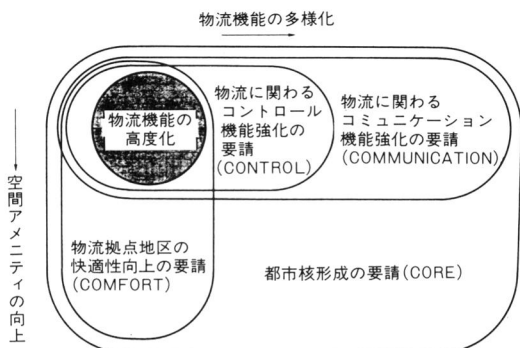 物流機能の多様化
物流機能の
高度化
物流に関わる
コントロール
機能強化の
要請
(CONTROL)
物流に関わる
コミュニケーション
機能強化の要請
(COMMUNICATION)
空間アメニティの向上
物流拠点地区の
快適性向上の要請
(COMFORT)
都市核形成の要請(CORE)